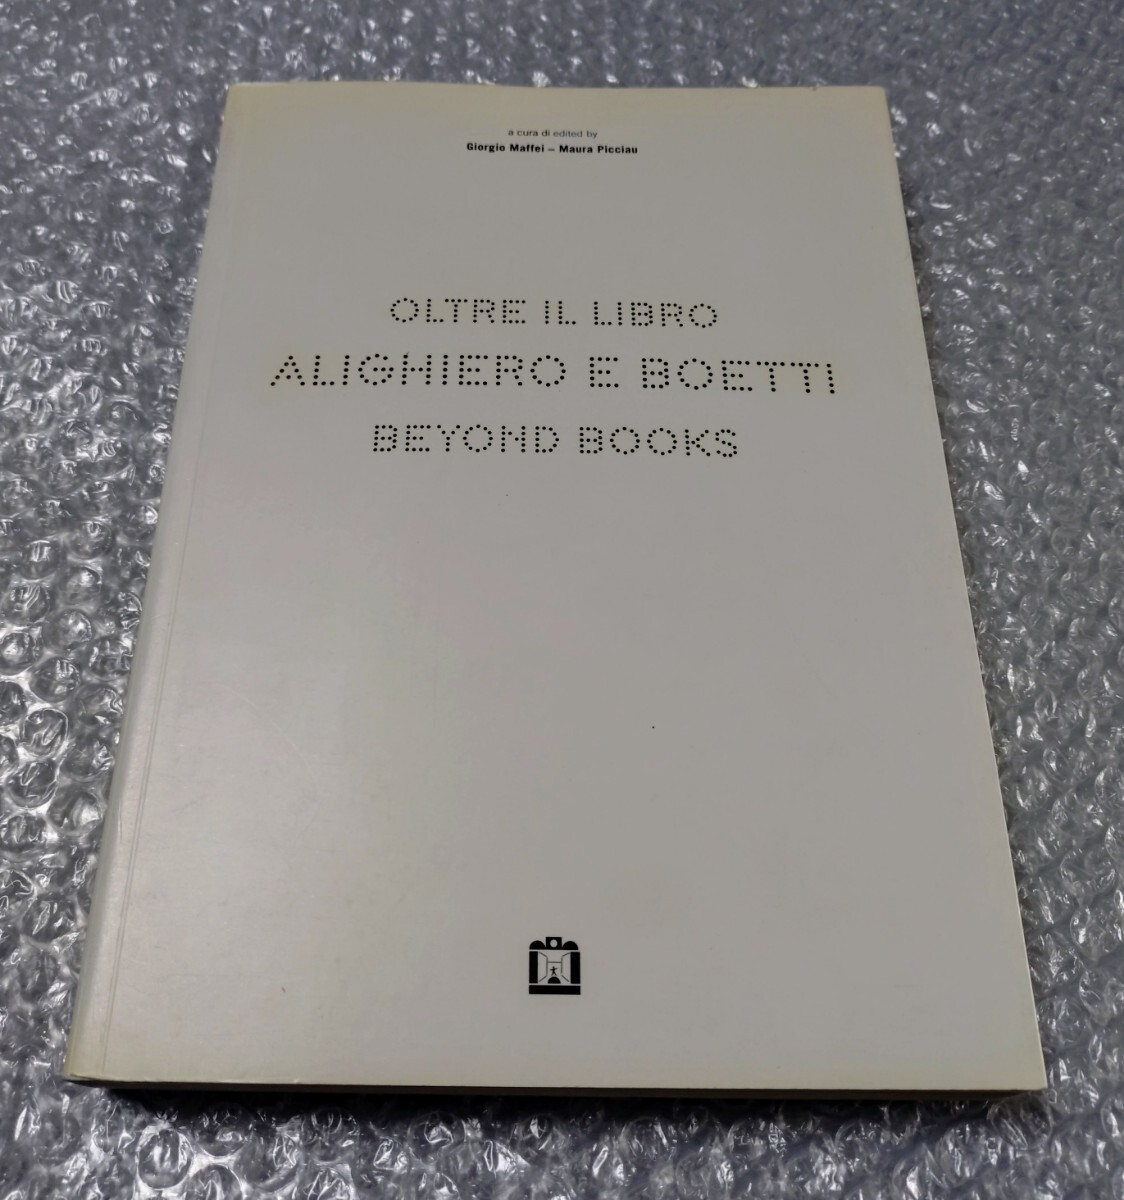 a cura di edited by
Giorgio Maffei – Maura Picciau
OLTRE IL LIBRO
ALIGHIERO E BOETTI
BEYOND BOOKS